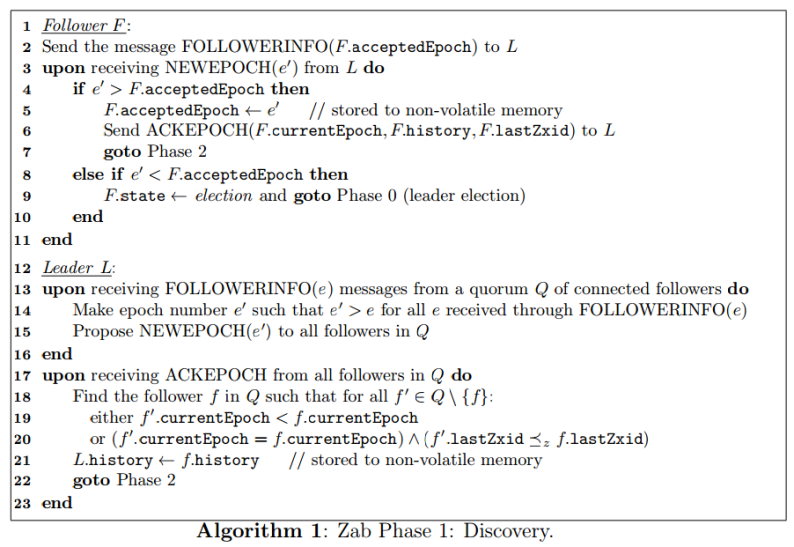 1 Follower F:
2 Send the message FOLLOWERINFO(F.acceptedEpoch) to L
3 upon receiving NEWEPOCH(e′) from L do
4 if e′ > F.acceptedEpoch then
5 F.acceptedEpoch ← e′ // stored to non-volatile memory
6 Send ACKEPOCH(F.currentEpoch, F.history, F.lastZxid) to L
7 goto Phase 2
8 else if e′ < F.acceptedEpoch then
9 F.state ← election and goto Phase 0 (leader election)
10 end
11 end
12 Leader L:
13 upon receiving FOLLOWERINFO(e) messages from a quorum Q of connected followers do
14 Make epoch number e′ such that e′ > e for all e received through FOLLOWERINFO(e)
15 Propose NEWEPOCH(e′) to all followers in Q
16 end
17 upon receiving ACKEPOCH from all followers in Q do
18 Find the follower f in Q such that for all f′ ∈ Q \ {f}:
19 either f′.currentEpoch < f.currentEpoch
20 or (f′.currentEpoch = f.currentEpoch) ∧ (f′.lastZxid ⪯z f.lastZxid)
21 L.history ← f.history // stored to non-volatile memory
22 goto Phase 2
23 end
Algorithm 1: Zab Phase 1: Discovery.